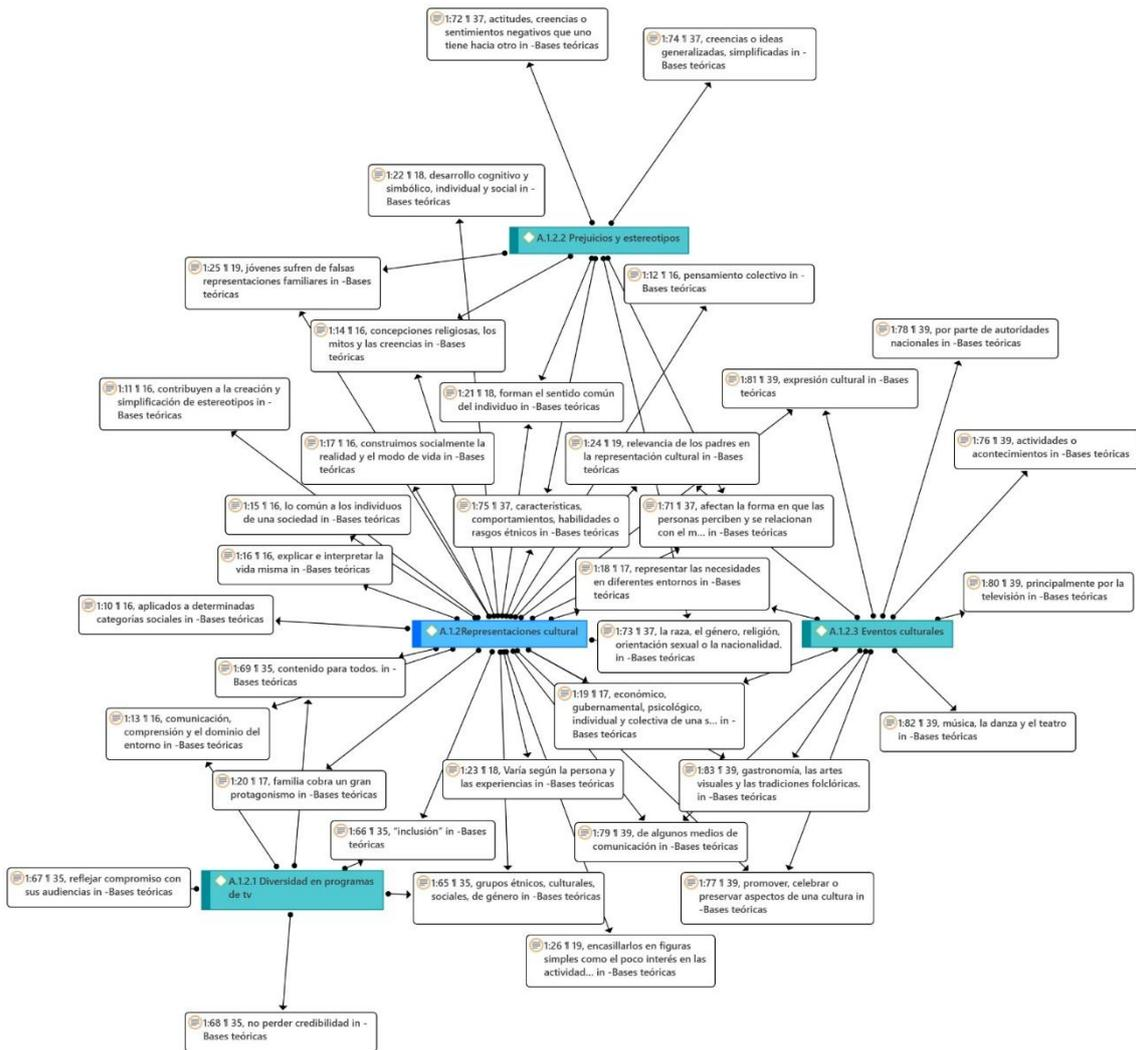 1:72 ¶ 37, actitudes, creencias o
sentimientos negativos que uno
tiene hacia otro in -Bases teóricas
1:74 ¶ 37, creencias o ideas
generalizadas, simplificadas in -
Bases teóricas
1:22 ¶ 18, desarrollo cognitivo y
simbólico, individual y social in -
Bases teóricas
A.1.2.2 Prejuicios y estereotipos
1:25 ¶ 19, jóvenes sufren de falsas
representaciones familiares in -Bases
teóricas
1:12 ¶ 16, pensamiento colectivo in -
Bases teóricas
1:14 ¶ 16, concepciones religiosas, los
mitos y las creencias in -Bases
teóricas
1:78 ¶ 39, por parte de autoridades
nacionales in -Bases teóricas
1:11 ¶ 16, contribuyen a la creación y
simplificación de estereotipos in -
Bases teóricas
1:21 ¶ 18, forman el sentido común
del individuo in -Bases teóricas
1:81 ¶ 39, expresión cultural in -Bases
teóricas
1:17 ¶ 16, construimos socialmente la
realidad y el modo de vida in -Bases
teóricas
1:24 ¶ 19, relevancia de los padres en
la representación cultural in -Bases
teóricas
1:76 ¶ 39, actividades o
acontecimientos in -Bases teóricas
1:15 ¶ 16, lo común a los individuos
de una sociedad in -Bases teóricas
1:75 ¶ 37, características,
comportamientos, habilidades o
rasgos étnicos in -Bases teóricas
1:71 ¶ 37, afectan la forma en que las
personas perciben y se relacionan
con el m... in -Bases teóricas
1:16 ¶ 16, explicar e interpretar la
vida misma in -Bases teóricas
1:18 ¶ 17, representar las necesidades
en diferentes entornos in -Bases
teóricas
1:80 ¶ 39, principalmente por la
televisión in -Bases teóricas
1:10 ¶ 16, aplicados a determinadas
categorías sociales in -Bases teóricas
A.1.2Representaciones cultural
1:73 ¶ 37, la raza, el género, religión,
orientación sexual o la nacionalidad.
in -Bases teóricas
A.1.2.3 Eventos culturales
1:69 ¶ 35, contenido para todos. in -
Bases teóricas
1:19 ¶ 17, económico,
gubernamental, psicológico,
individual y colectiva de una s... in -
Bases teóricas
1:13 ¶ 16, comunicación,
comprensión y el dominio del
entorno in -Bases teóricas
1:82 ¶ 39, música, la danza y el teatro
in -Bases teóricas
1:20 ¶ 17, familia cobra un gran
protagonismo in -Bases teóricas
1:23 ¶ 18, Varía según la persona y
las experiencias in -Bases teóricas
1:83 ¶ 39, gastronomía, las artes
visuales y las tradiciones folclóricas.
in -Bases teóricas
1:66 ¶ 35, "inclusión" in -Bases
teóricas
1:79 ¶ 39, de algunos medios de
comunicación in -Bases teóricas
1:67 ¶ 35, reflejar compromiso con
sus audiencias in -Bases teóricas
A.1.2.1 Diversidad en programas
de tv
1:65 ¶ 35, grupos étnicos, culturales,
sociales, de género in -Bases teóricas
1:77 ¶ 39, promover, celebrar o
preservar aspectos de una cultura in
-Bases teóricas
1:26 ¶ 19, encasillarlos en figuras
simples como el poco interés en las
actividad... in -Bases teóricas
1:68 ¶ 35, no perder credibilidad in -
Bases teóricas